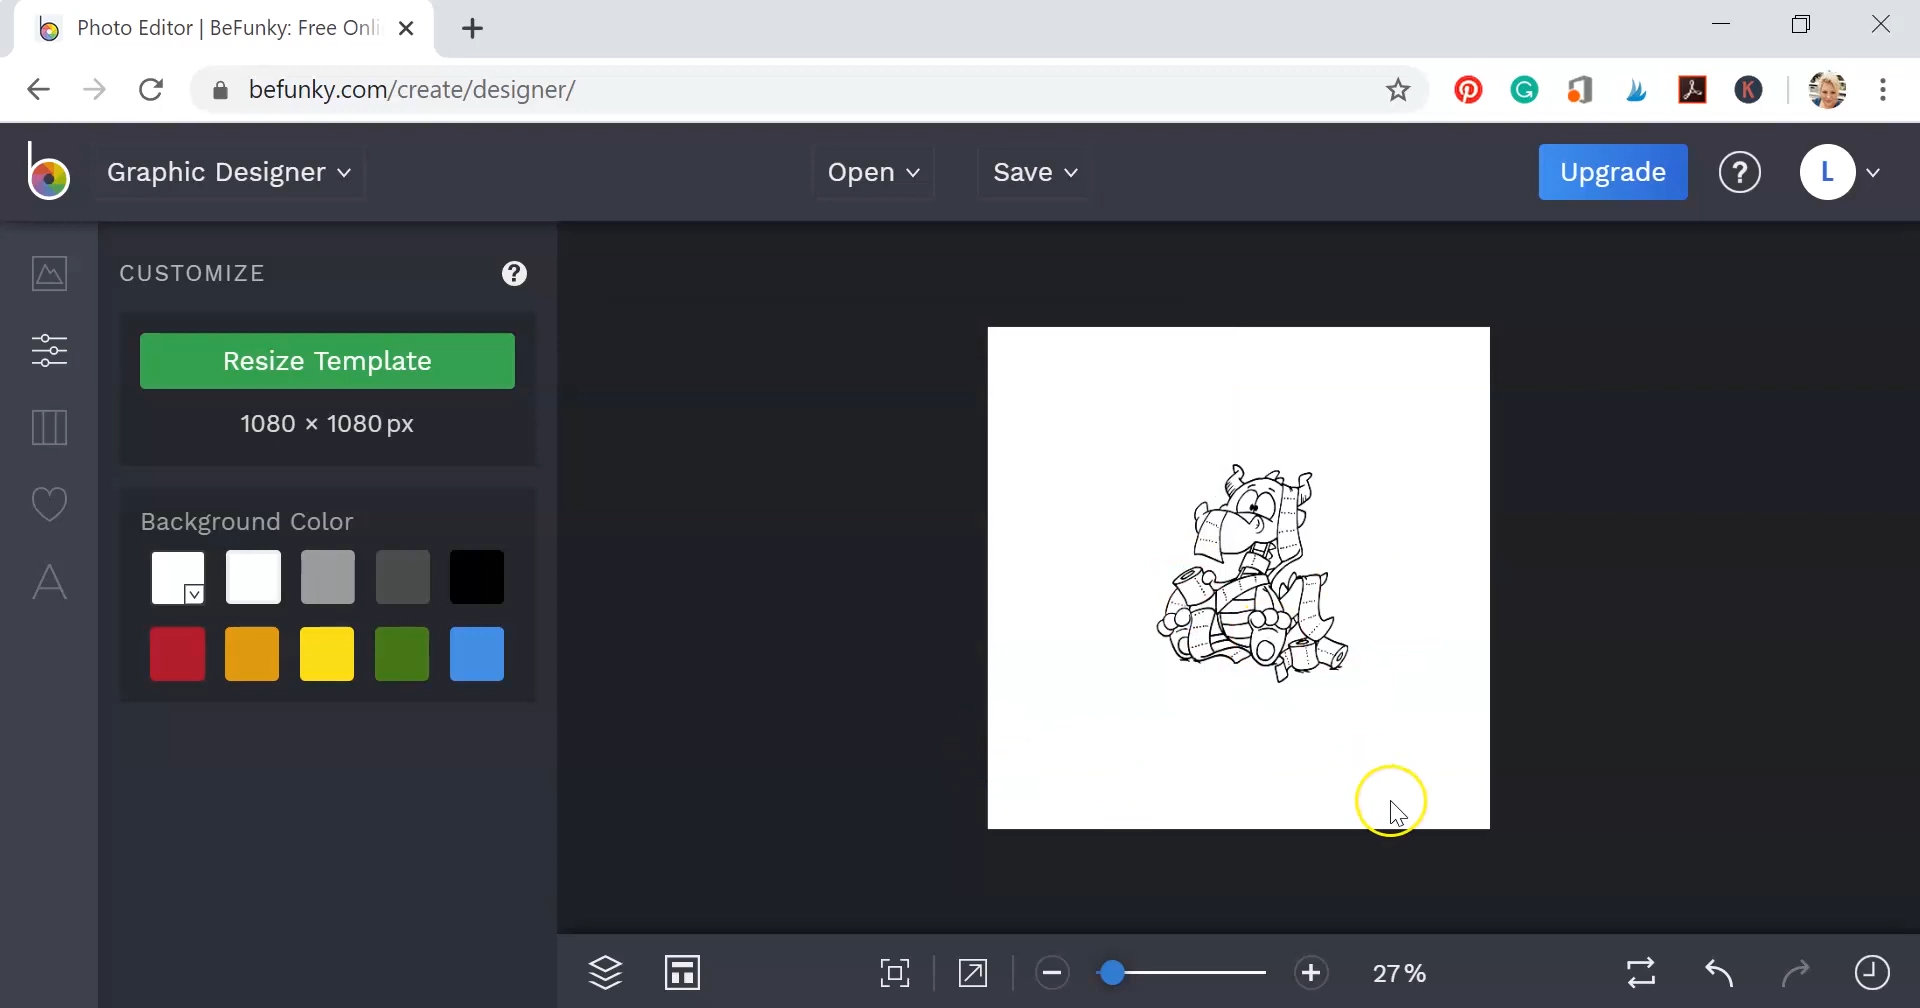 Photo Editor | BeFunky: Free Onli
befunky.com/create/designer/
Graphic Designer
Open
Save
Upgrade
?
L
CUSTOMIZE
?
Resize Template
1080 × 1080 px
Background Color
27%